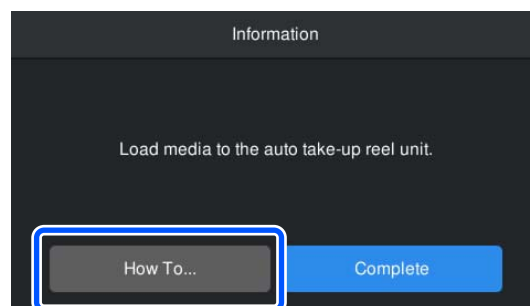 Information
Load media to the auto take-up reel unit.
How To...
Complete